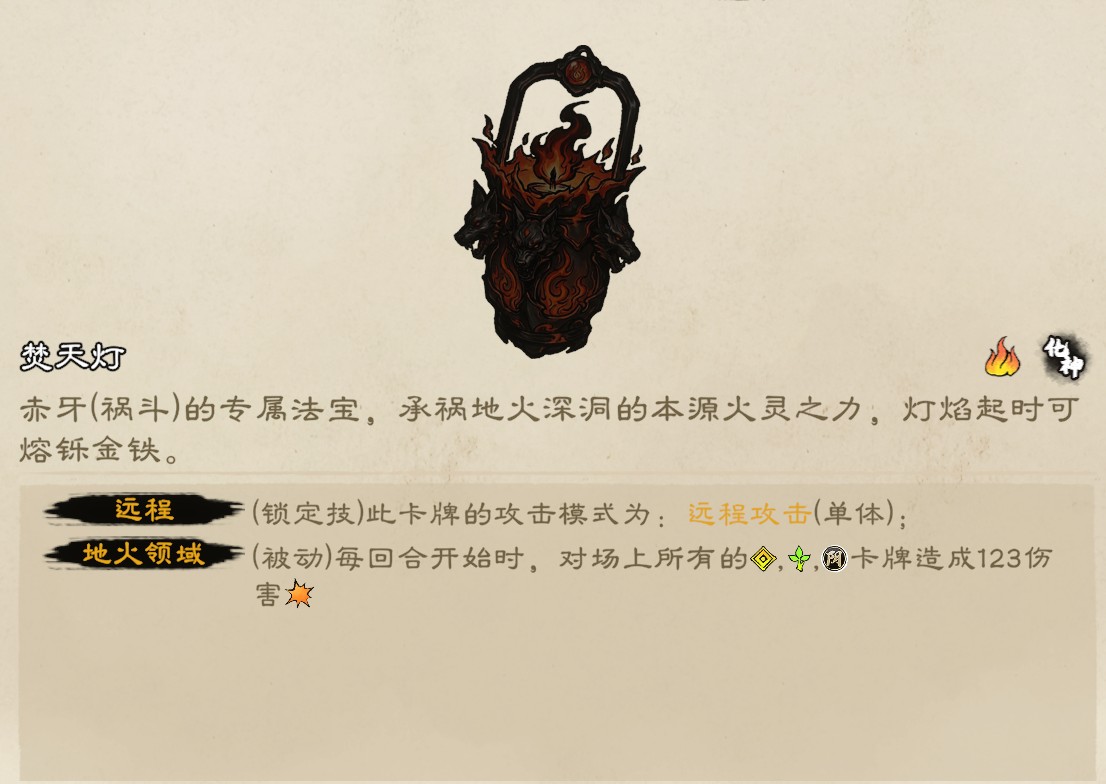 焚天灯
化神
赤牙(祸斗)的专属法宝，承祸地火深洞的本源火灵之力，灯焰起时可
熔铄金铁。
远程 (锁定技)此卡牌的攻击模式为：远程攻击(单体)；
地火领域 (被动)每回合开始时，对场上所有的,,卡牌造成123伤
害